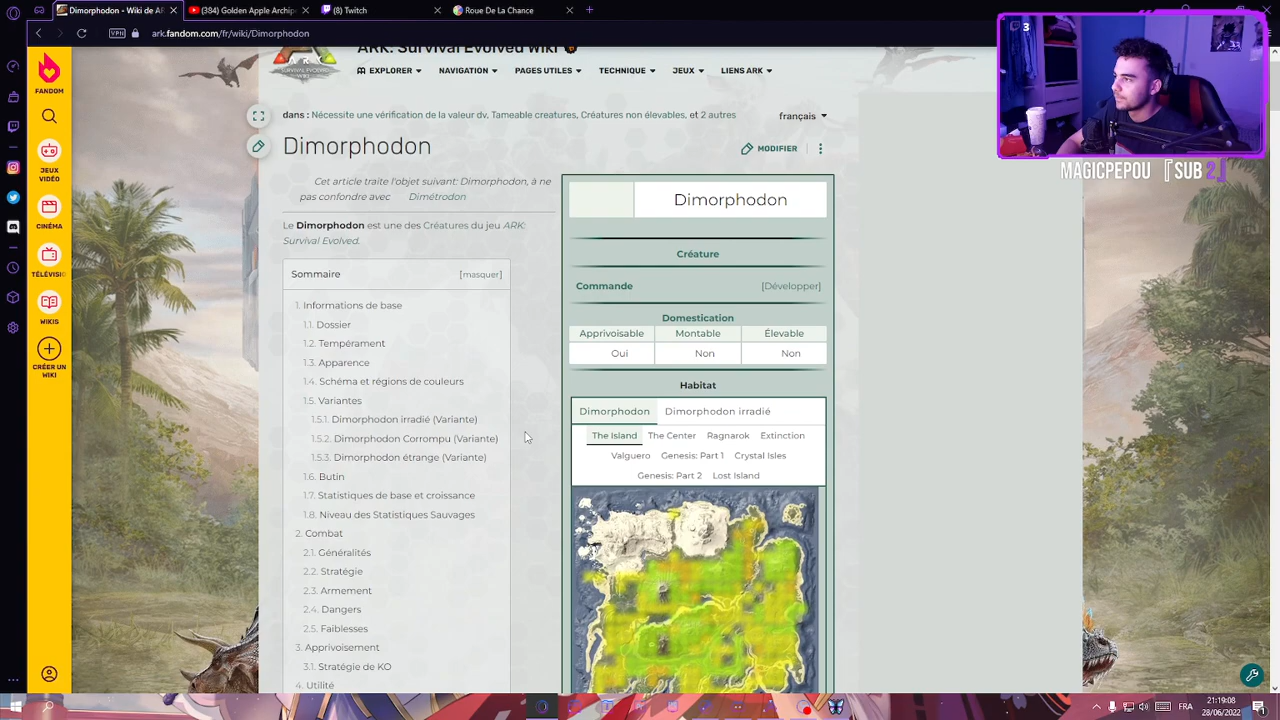 WhatsApp
(384) Golden
Roue De La Chance
VPN ark.fandom.com/fr/wiki/Dimorphodon
3
ARK: Survival Evolved Wiki
EXPLORER NAVIGATION PAGES UTILES TECHNIQUE JEUX LIENS ARK
FANDOM
JEUX
VIDÉO
CINÉMA
TÉLÉVISIO
WIKIS
CRÉER UN
WIKI
dans : Nécessite une vérification de la valeur dv, Tameable creatures, Créatures non élevables, et 2 autres
français
Dimorphodon
MODIFIER
MAGICPEPOU『SUB 2』
Cet article traite l'objet suivant: Dimorphodon, à ne
pas confondre avec Dimétrodon
Le Dimorphodon est une des Créatures du jeu ARK:
Survival Evolved.
Sommaire [masquer]
1. Informations de base
1.1. Dossier
1.2. Tempérament
1.3. Apparence
1.4. Schéma et régions de couleurs
1.5. Variantes
1.5.1. Dimorphodon irradié (Variante)
1.5.2. Dimorphodon Corrompu (Variante)
1.5.3. Dimorphodon étrange (Variante)
1.6. Butin
1.7. Statistiques de base et croissance
1.8. Niveau des Statistiques Sauvages
2. Combat
2.1. Généralités
2.2. Stratégie
2.3. Armement
2.4. Dangers
2.5. Faiblesses
3. Apprivoisement
3.1. Stratégie de KO
4. Utilité
Dimorphodon
Créature
Commande [Développer]
Domestication
Apprivoisable Montable Élevable
Oui Non Non
Habitat
Dimorphodon Dimorphodon irradié
The Island The Center Ragnarok Extinction
Valguero Genesis: Part 1 Crystal Isles
Genesis: Part 2 Lost Island
21:19:08
28/06/2022